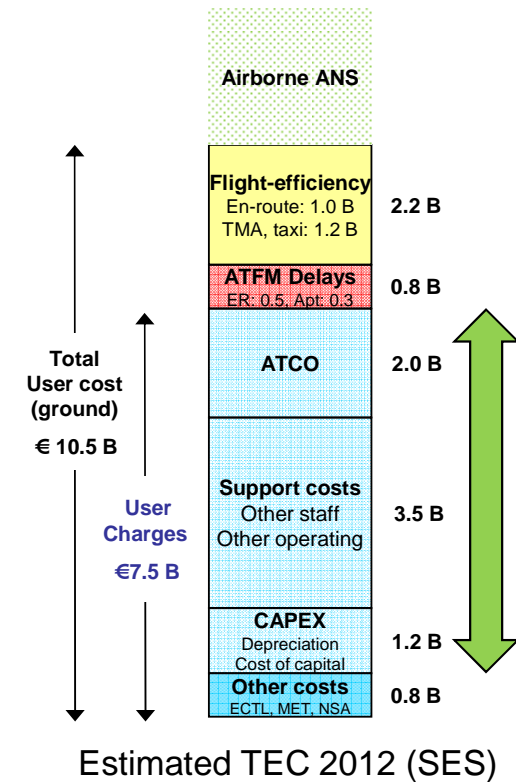 Airborne ANS
Flight-efficiency
En-route: 1.0 B
TMA, taxi: 1.2 B
2.2 B
ATFM Delays
ER: 0.5, Apt: 0.3
0.8 B
Total
User cost
(ground)
€ 10.5 B
ATCO
2.0 B
User
Charges
€7.5 B
Support costs
Other staff
Other operating
3.5 B
CAPEX
Depreciation
Cost of capital
1.2 B
Other costs
ECTL, MET, NSA
0.8 B
Estimated TEC 2012 (SES)